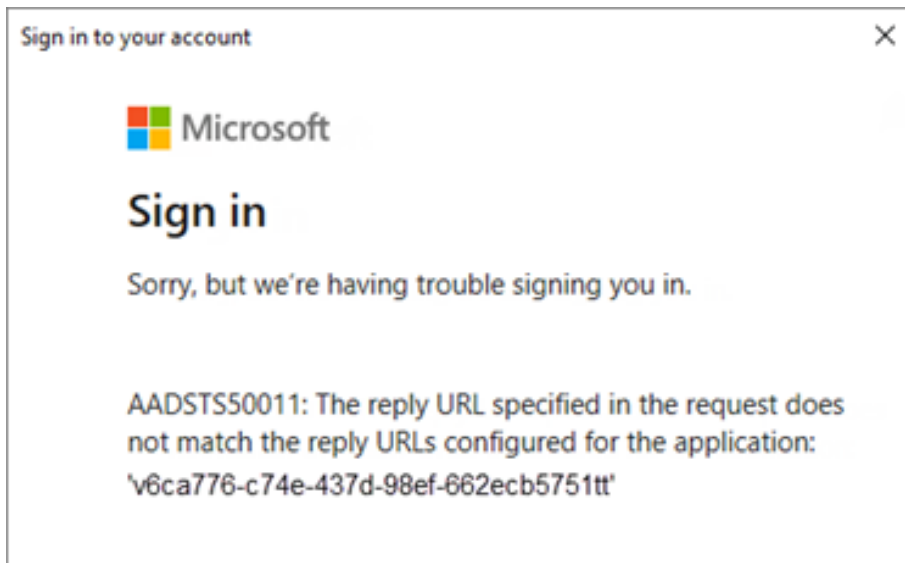 Sign in to your account
Microsoft
Sign in
Sorry, but we're having trouble signing you in.
AADSTS50011: The reply URL specified in the request does
not match the reply URLs configured for the application:
'v6ca776-c74e-437d-98ef-662ecb5751tt'